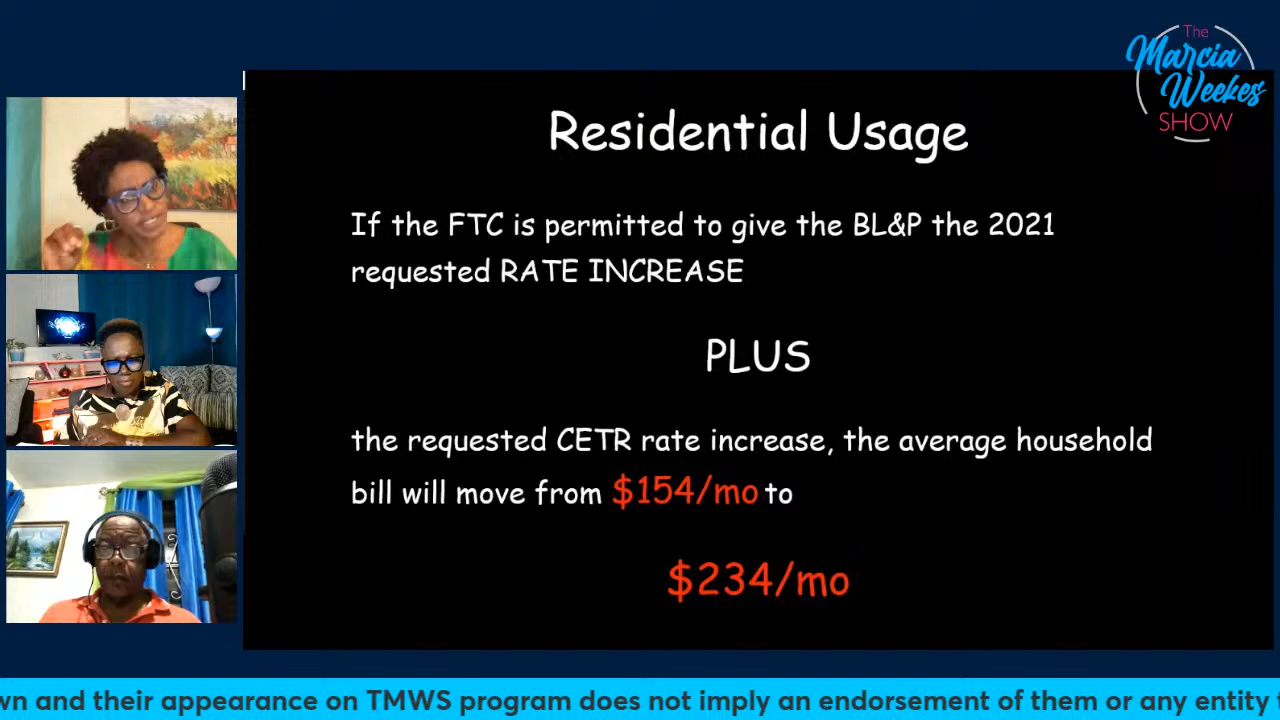 The
Marcia
Weekes
SHOW
Residential Usage
If the FTC is permitted to give the BL&P the 2021
requested RATE INCREASE
PLUS
the requested CETR rate increase, the average household
bill will move from $154/mo to
$234/mo
wn and their appearance on TMWS program does not imply an endorsement of them or any entity